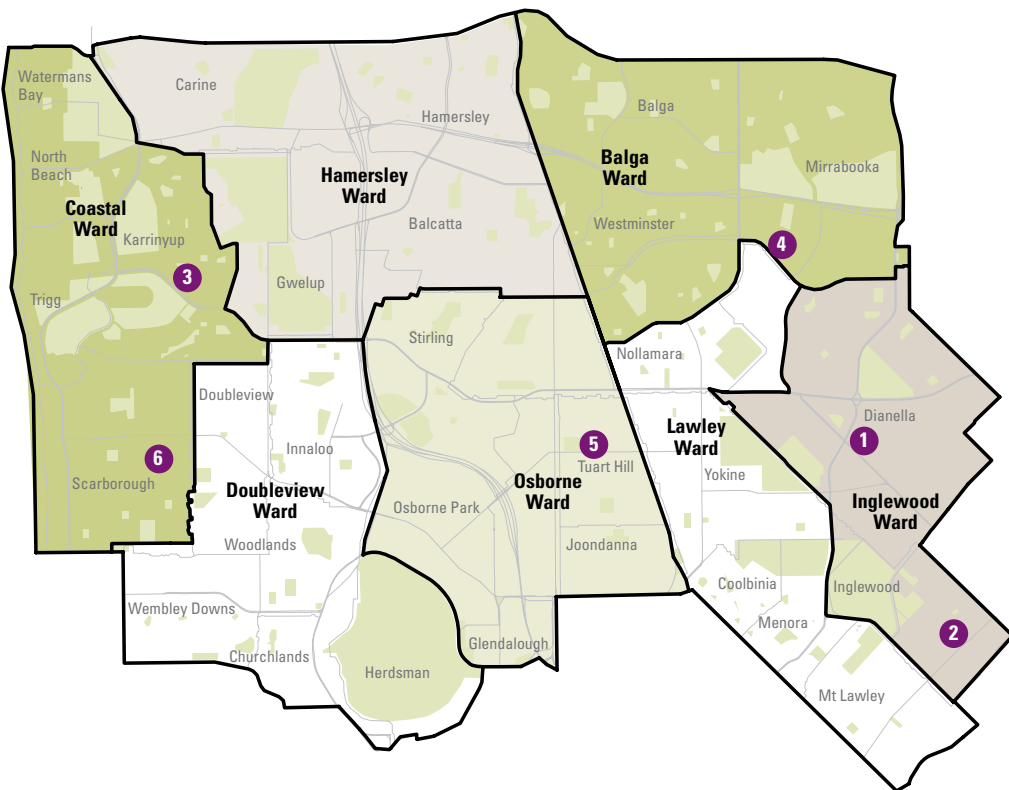 Carine
Watermans
Bay
Hamersley
Balga
North
Beach
Hamersley
Ward
Balga
Ward
Mirrabooka
Coastal
Ward
Karrinyup
Balcatta
Westminster
4
3
Gwelup
Trigg
Stirling
Nollamara
Doubleview
Dianella
Lawley
Ward
1
Innaloo
5
6
Tuart Hill
Scarborough
Yokine
Doubleview
Ward
Osborne
Ward
Inglewood
Ward
Osborne Park
Woodlands
Joondanna
Coolbinia
Inglewood
Wembley Downs
Menora
2
Glendalough
Churchlands
Herdsman
Mt Lawley